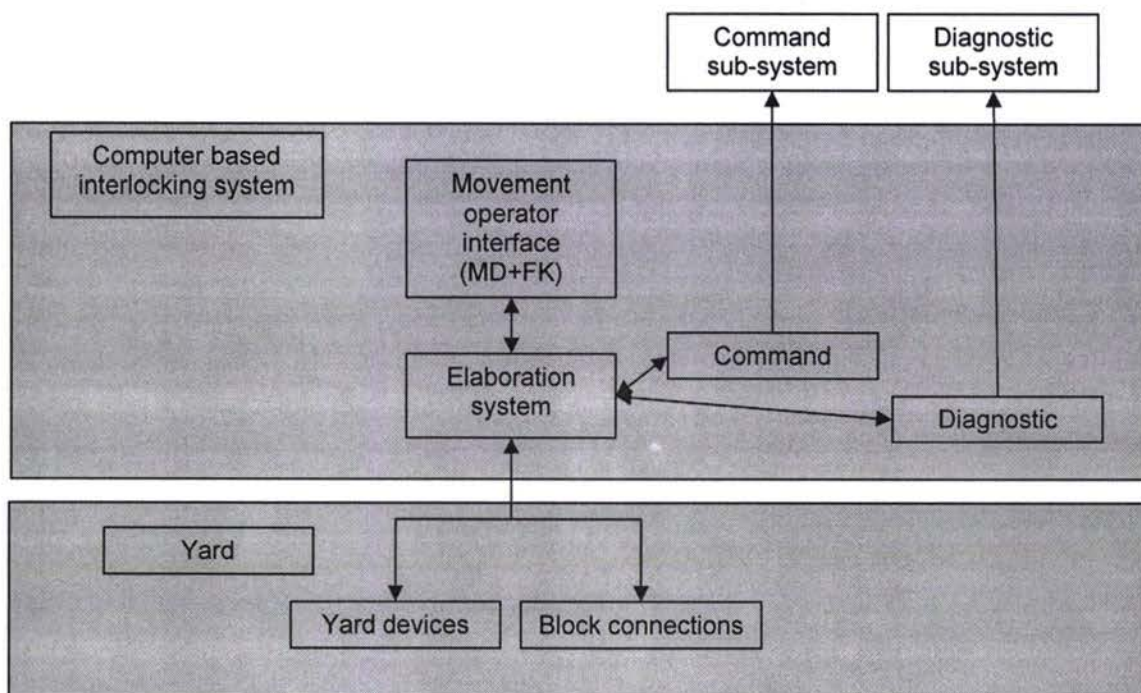 Command
sub-system
Diagnostic
sub-system
Computer based
interlocking system
Movement
operator
interface
(MD+FK)
Command
Elaboration
system
Diagnostic
Yard
Yard devices
Block connections